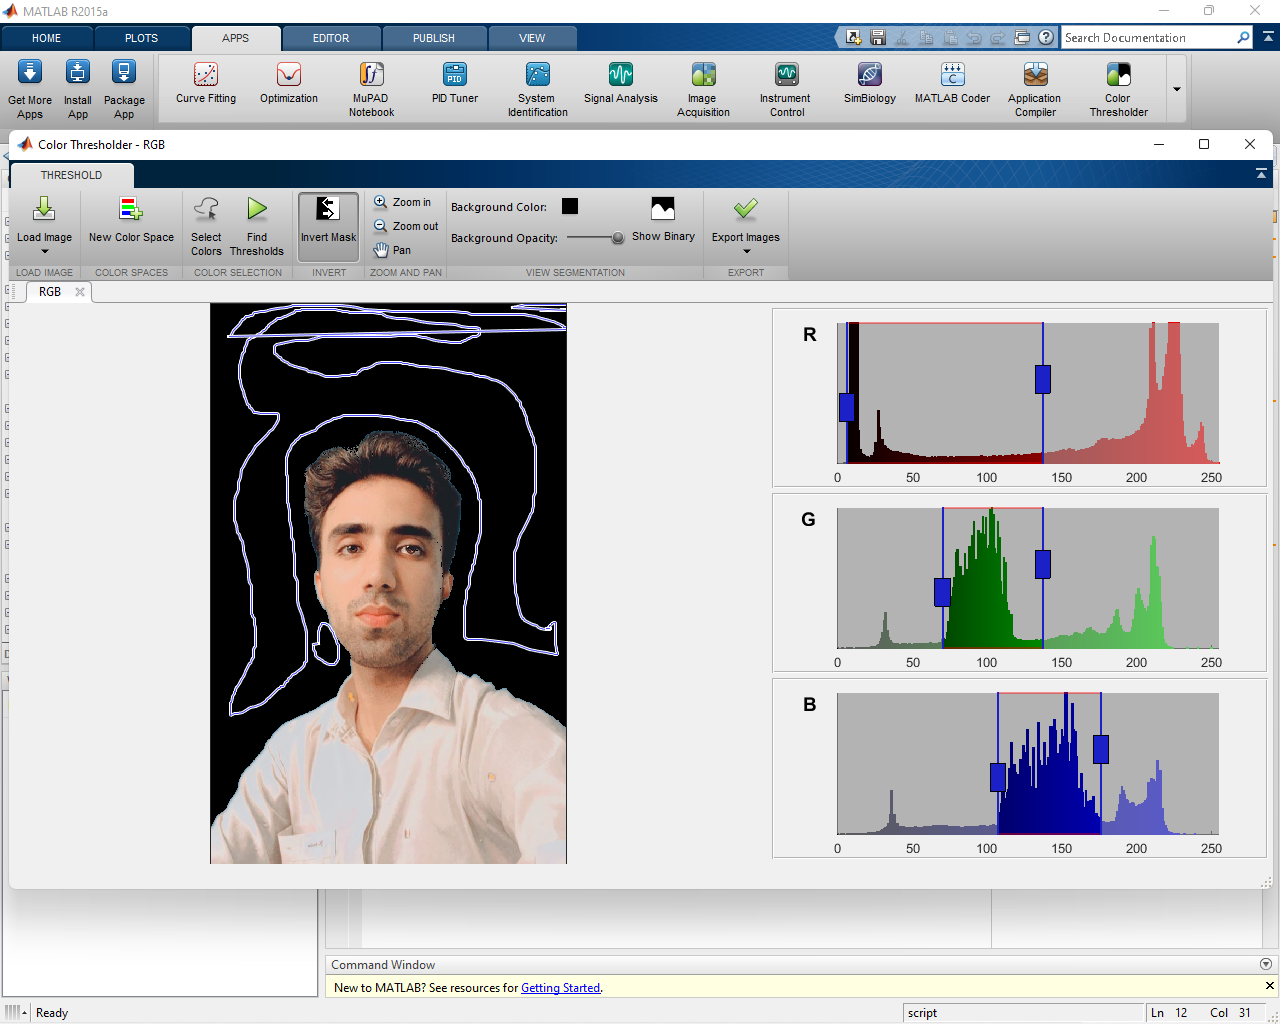 MATLAB R2015a
HOME PLOTS APPS EDITOR PUBLISH VIEW
Search Documentation
Get More Apps
Install App
Package App
Curve Fitting
Optimization
MuPAD Notebook
PID
PID Tuner
System Identification
Signal Analysis
Image Acquisition
Instrument Control
SimBiology
MATLAB Coder
Application Compiler
Color Thresholder
Color Thresholder - RGB
THRESHOLD
Load Image
New Color Space
Select Colors
Find Thresholds
Invert Mask
Zoom in
Zoom out
Pan
Background Color:
Background Opacity:
Show Binary
Export Images
LOAD IMAGE COLOR SPACES COLOR SELECTION INVERT ZOOM AND PAN VIEW SEGMENTATION EXPORT
RGB
R
0 50 100 150 200 250
G
0 50 100 150 200 250
B
0 50 100 150 200 250
Command Window
New to MATLAB? See resources for Getting Started.
Ready
script
Ln 12 Col 31